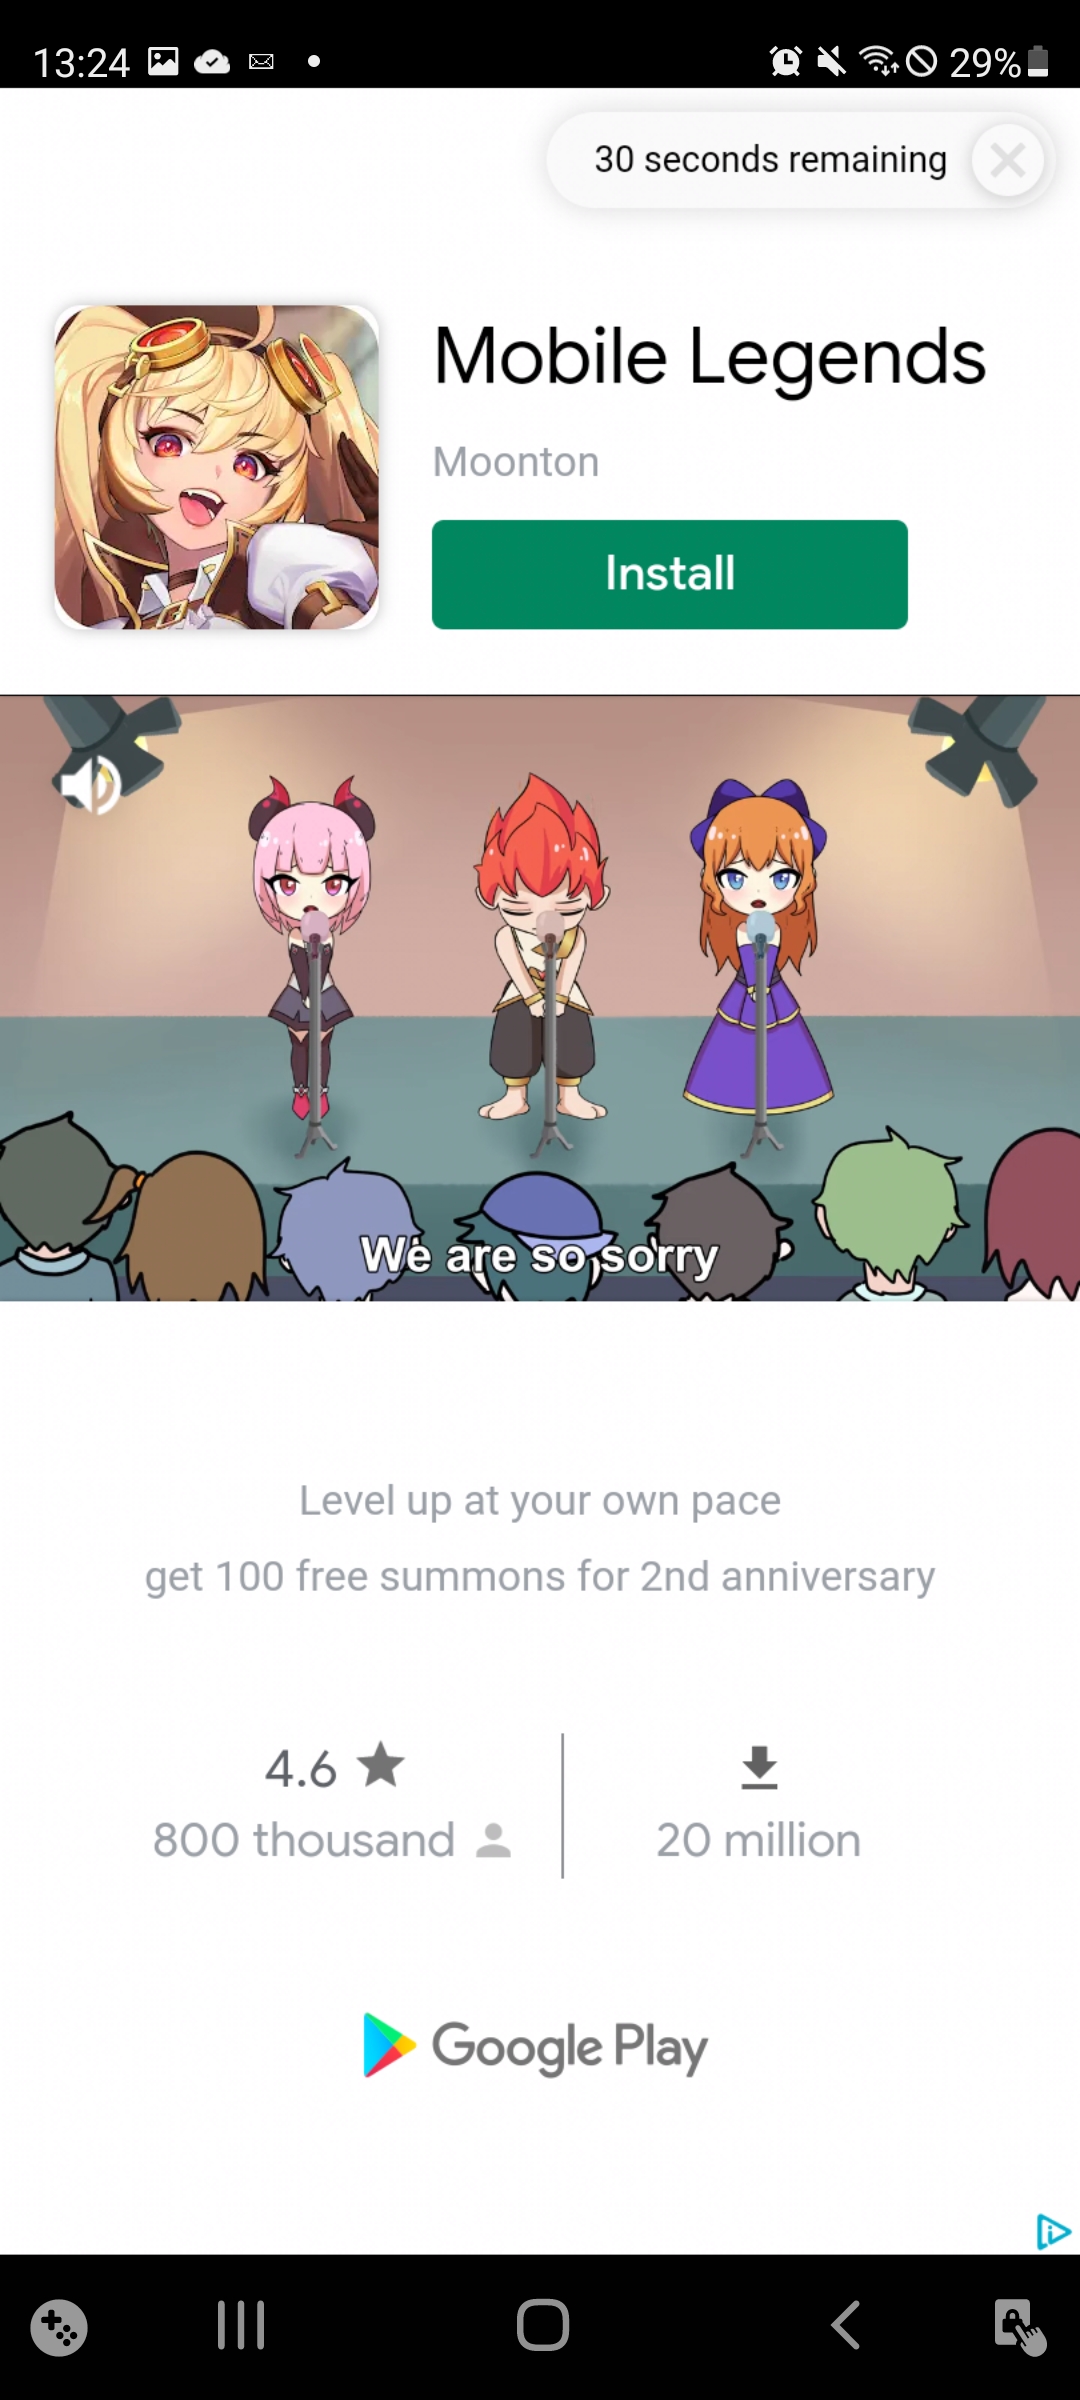 13:24
29%
30 seconds remaining
Mobile Legends
Moonton
Install
We are so sorry
Level up at your own pace
get 100 free summons for 2nd anniversary
4.6
800 thousand
20 million
Google Play